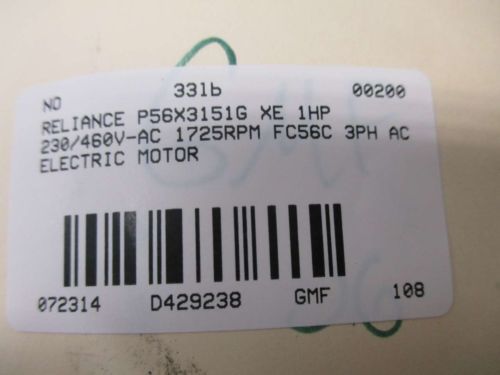 NO 33lb 00200
RELIANCE P56X3151G XE 1HP
230/460V-AC 1725RPM FC56C 3PH AC
ELECTRIC MOTOR
072314 D429238 GMF 108